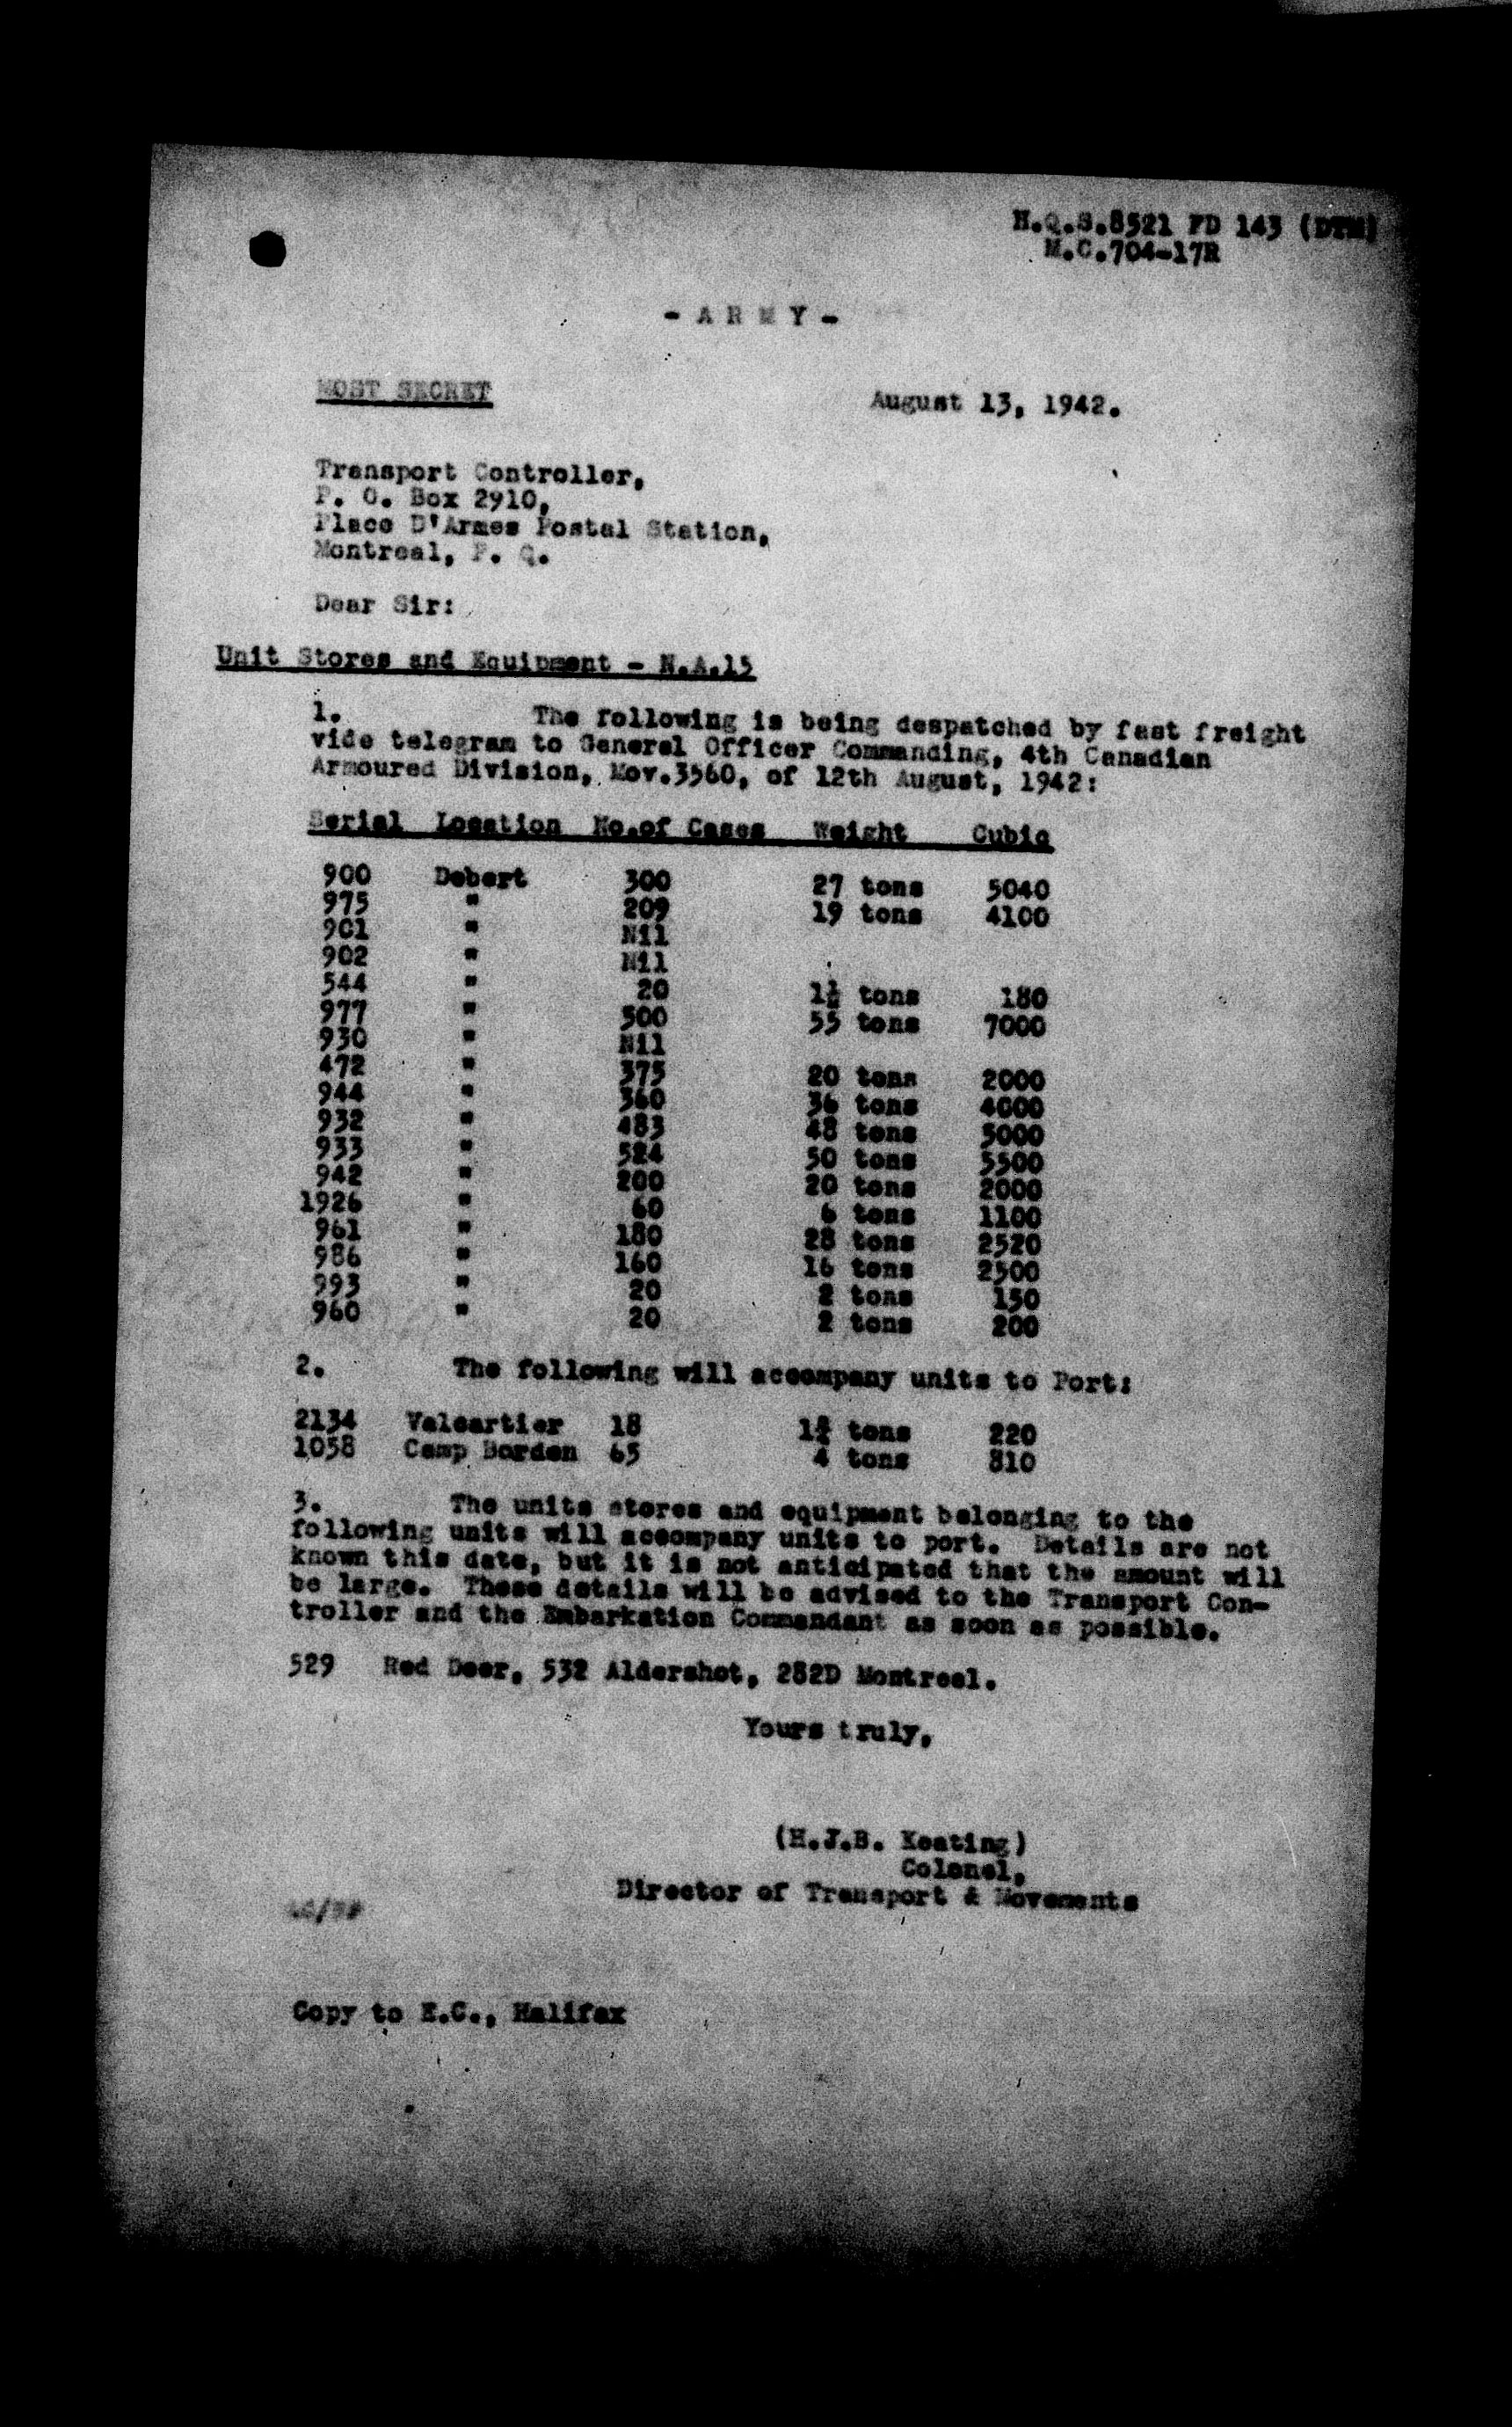 H.Q.S.8521 FD 143 (DTM)
M.C.704-17R
- A R M Y -
MOST SECRET
August 13, 1942.
Transport Controller,
P. O. Box 2910,
Place D'Armes Postal Station,
Montreal, P. Q.
Dear Sir:
Unit Stores and Equipment - N.A.15
1. The following is being despatched by fast freight
vide telegram to General Officer Commanding, 4th Canadian
Armoured Division, Mov.3560, of 12th August, 1942:
Serial Location No.of Cases Weight Cubic
900 Debert 300 27 tons 5040
975 " 209 19 tons 4100
901 " Nil
902 " Nil
544 " 20 1½ tons 180
977 " 500 55 tons 7000
930 " Nil
472 " 375 20 tons 2000
944 " 360 36 tons 4000
932 " 483 48 tons 5000
933 " 524 50 tons 5500
942 " 200 20 tons 2000
1926 " 60 6 tons 1100
961 " 180 28 tons 2520
986 " 160 16 tons 2500
993 " 20 2 tons 150
960 " 20 2 tons 200
2. The following will accompany units to Port:
2134 Valcartier 18 tons 220
1058 Camp Borden 65 4 tons 810
3. The units stores and equipment belonging to the
following units will accompany units to port. Details are not
known this date, but it is not anticipated that the amount will
be large. These details will be advised to the Transport Con-
troller and the Embarkation Commandant as soon as possible.
529 Red Deer, 532 Aldershot, 282D Montreal.
Yours truly,
(H.J.B. Keating)
Colonel,
Director of Transport & Movements
Copy to E.C., Halifax